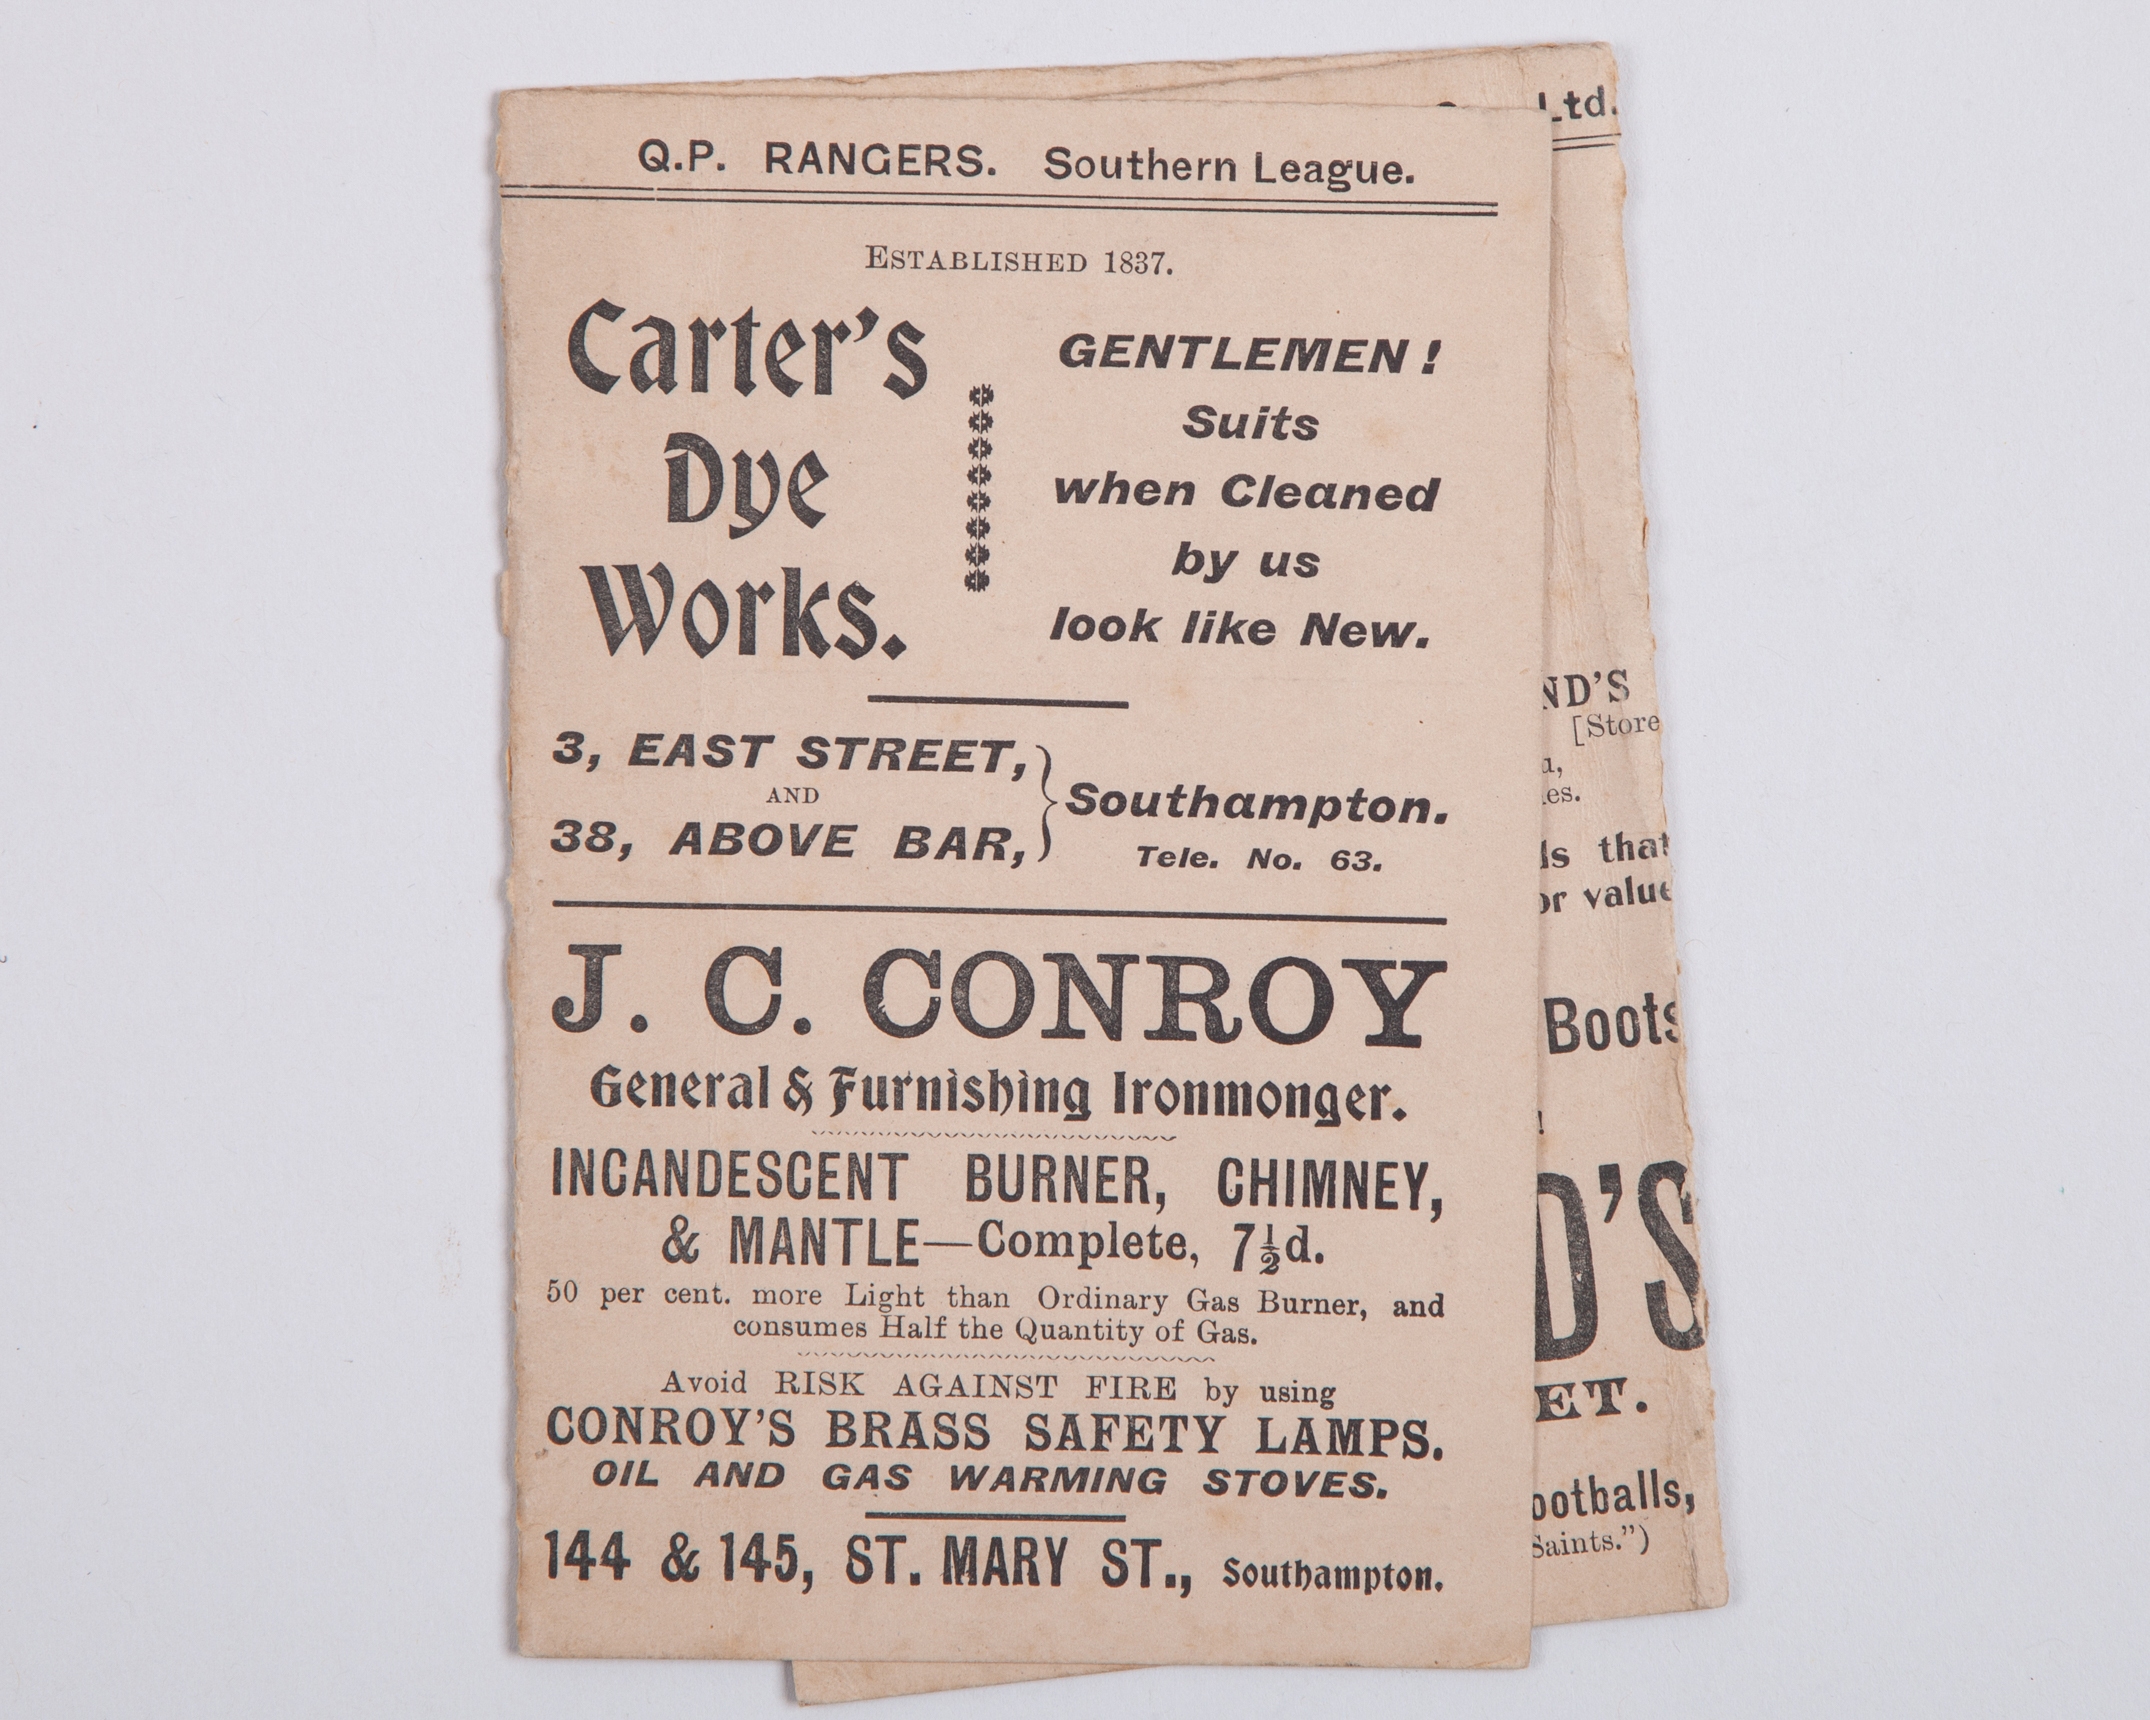 Q.P. RANGERS. Southern League.
ESTABLISHED 1837.
Carter's
Dye
Works.
GENTLEMEN!
Suits
when Cleaned
by us
look like New.
3, EAST STREET,
AND
38, ABOVE BAR,
Southampton.
Tele. No. 63.
J. C. CONROY
General & Furnishing Ironmonger.
INCANDESCENT BURNER, CHIMNEY,
& MANTLE—Complete, 7½d.
50 per cent. more Light than Ordinary Gas Burner, and
consumes Half the Quantity of Gas.
Avoid RISK AGAINST FIRE by using
CONROY'S BRASS SAFETY LAMPS.
OIL AND GAS WARMING STOVES.
144 & 145, ST. MARY ST., Southampton.
Ltd.
ND'S
[Store
es.
ls that
or value
Boots
!
D'S
ET.
ootballs,
Saints.")